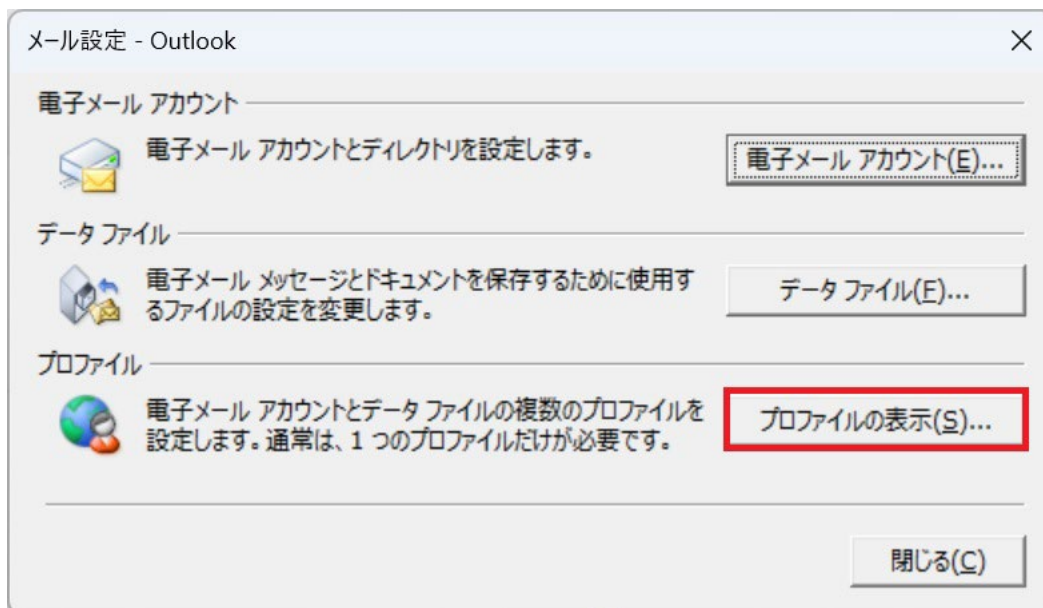 メール設定 - Outlook
電子メール アカウント
電子メール アカウントとディレクトリを設定します。
電子メール アカウント(E)...
データ ファイル
電子メール メッセージとドキュメントを保存するために使用す
るファイルの設定を変更します。
データ ファイル(F)...
プロファイル
電子メール アカウントとデータ ファイルの複数のプロファイルを
設定します。通常は、1 つのプロファイルだけが必要です。
プロファイルの表示(S)...
閉じる(C)